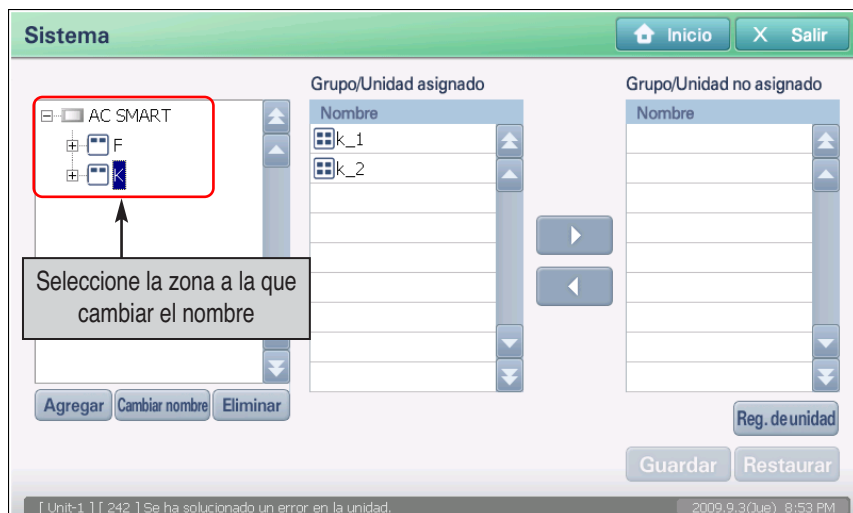 Sistema
Inicio
X Salir
Grupo/Unidad asignado
Grupo/Unidad no asignado
AC SMART
F
K
Nombre
k_1
k_2
Nombre
Seleccione la zona a la que
cambiar el nombre
Agregar
Cambiar nombre
Eliminar
Reg. de unidad
Guardar
Restaurar
[ Unit-1 ] [ 242 ] Se ha solucionado un error en la unidad.
2009.9.3(Jue) 8:53 PM